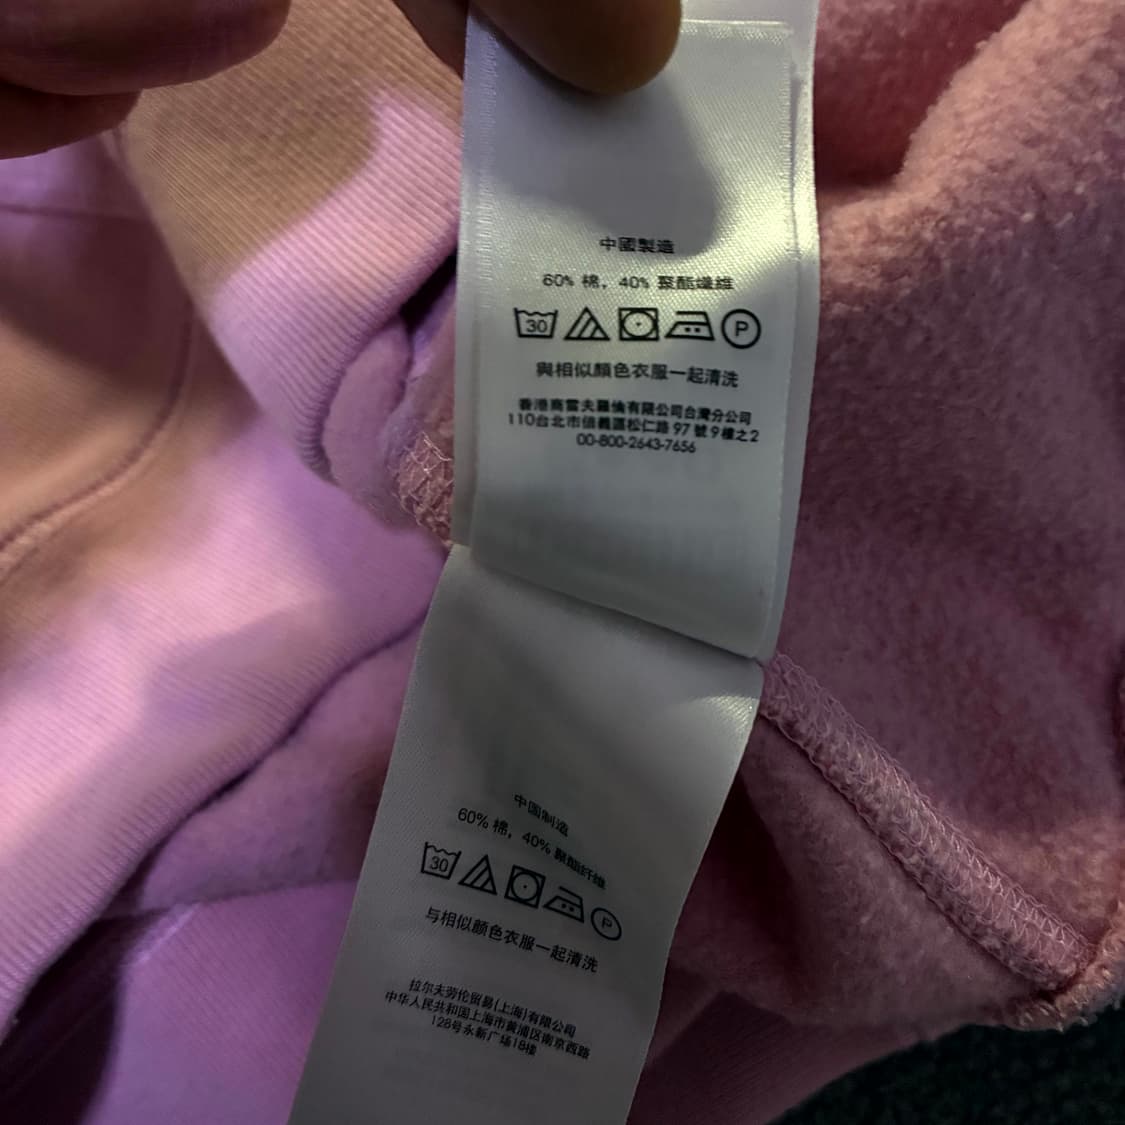 中國製造
60% 棉，40% 聚酯纖維
30 P
與相似顏色衣服一起清洗
香港商雷夫羅倫有限公司台灣分公司
110台北市信義區松仁路 97 號 9 樓之2
00-800-2643-7656
中国制造
60% 棉，40% 聚酯纤维
30 P
与相似颜色衣服一起清洗
拉尔夫劳伦贸易(上海)有限公司
中华人民共和国上海市黄浦区南京西路
128号永新广场18楼